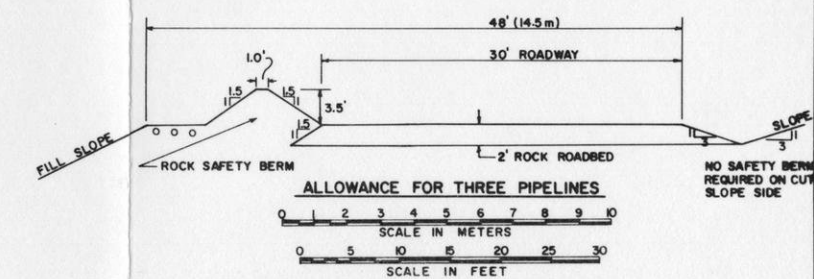 48' (14.5 m)
30' ROADWAY
1.0'
1.5
1
1.5
1
3.5'
1.5
1
SLOPE
1
3
1
3
FILL SLOPE
ROCK SAFETY BERM
2' ROCK ROADBED
NO SAFETY BERM
REQUIRED ON CUT
SLOPE SIDE
ALLOWANCE FOR THREE PIPELINES
0 1 2 3 4 5 6 7 8 9 10
SCALE IN METERS
0 5 10 15 20 25 30
SCALE IN FEET